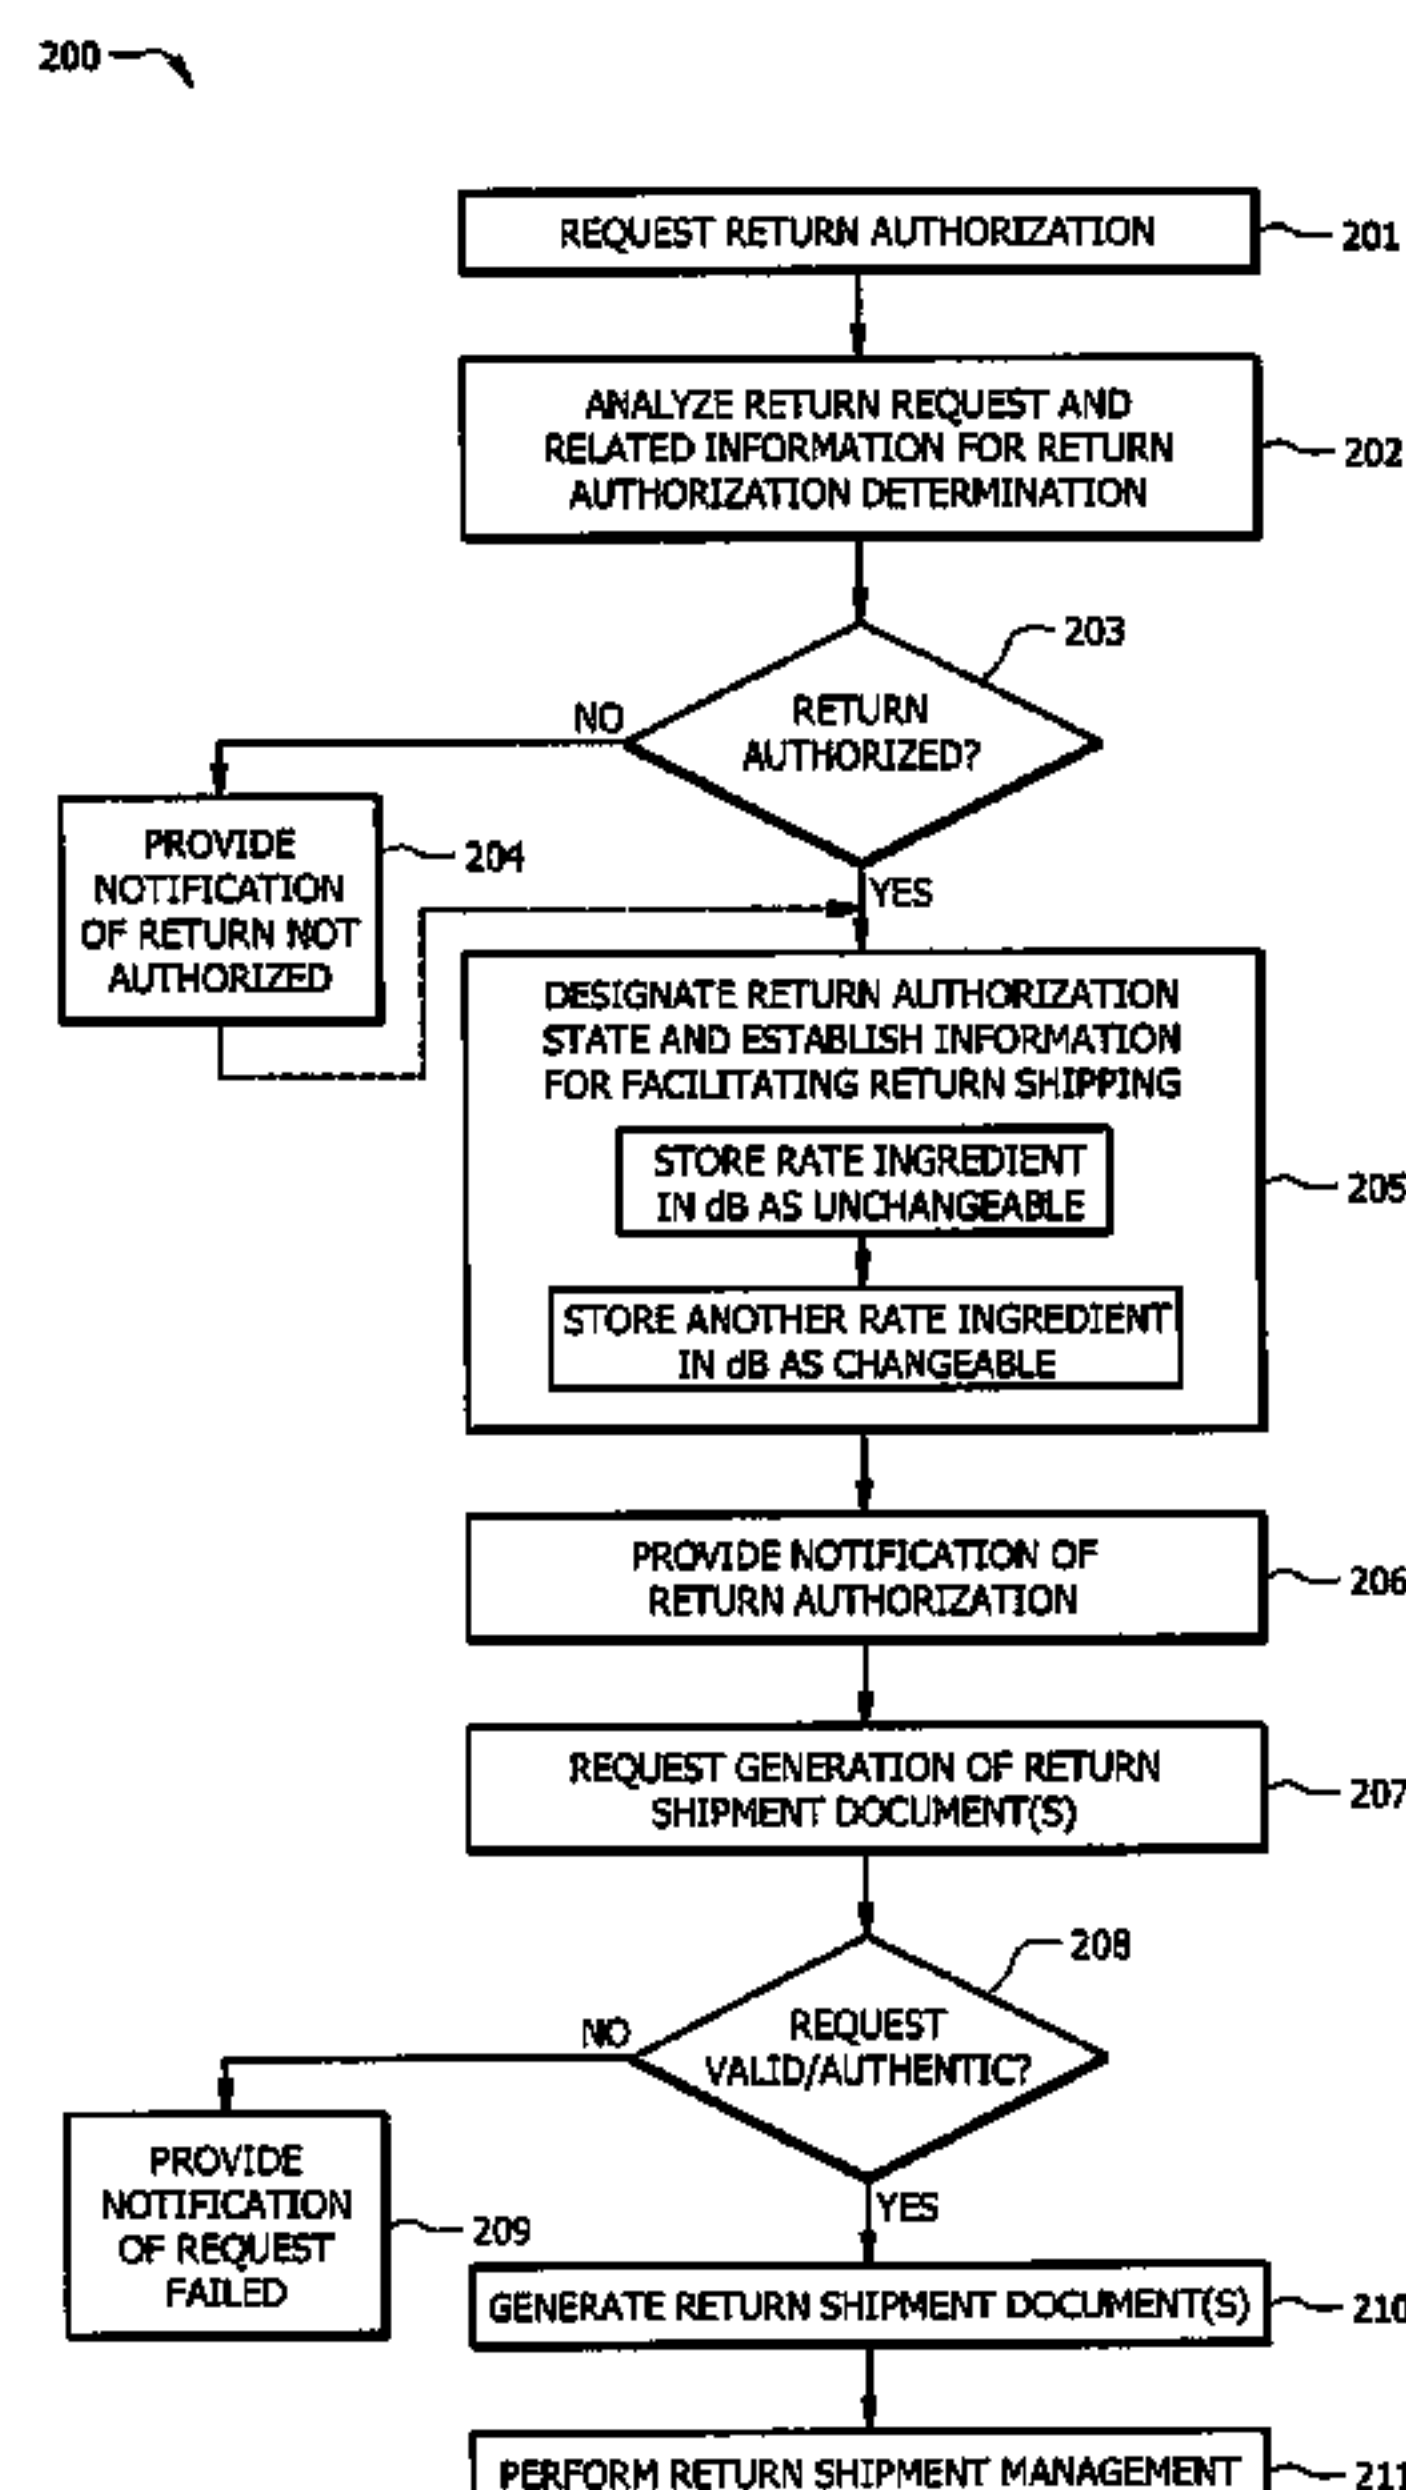 200
REQUEST RETURN AUTHORIZATION
201
ANALYZE RETURN REQUEST AND
RELATED INFORMATION FOR RETURN
AUTHORIZATION DETERMINATION
202
203
RETURN
AUTHORIZED?
NO
PROVIDE
NOTIFICATION
OF RETURN NOT
AUTHORIZED
204
YES
DESIGNATE RETURN AUTHORIZATION
STATE AND ESTABLISH INFORMATION
FOR FACILITATING RETURN SHIPPING
STORE RATE INGREDIENT
IN dB AS UNCHANGEABLE
STORE ANOTHER RATE INGREDIENT
IN dB AS CHANGEABLE
205
PROVIDE NOTIFICATION OF
RETURN AUTHORIZATION
206
REQUEST GENERATION OF RETURN
SHIPMENT DOCUMENT(S)
207
208
REQUEST
VALID/AUTHENTIC?
NO
PROVIDE
NOTIFICATION
OF REQUEST
FAILED
209
YES
GENERATE RETURN SHIPMENT DOCUMENT(S)
210
PERFORM RETURN SHIPMENT MANAGEMENT
211